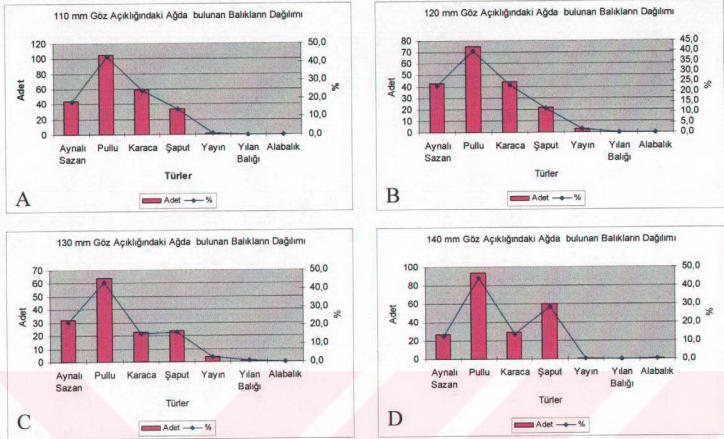 110 mm Göz Açıklığındaki Ağda bulunan Balıkların Dağılımı
120
100
80
60
40
20
0
Adet
50,0
40,0
30,0
20,0
10,0
0,0
%
Aynalı Sazan
Pullu
Karaca
Şaput
Yayın
Yılan Balığı
Alabalık
Türler
Adet
%
A
120 mm Göz Açıklığındaki Ağda bulunan Balıkların Dağılımı
80
70
60
50
40
30
20
10
0
Adet
45,0
40,0
35,0
30,0
25,0
20,0
15,0
10,0
5,0
0,0
%
Aynalı Sazan
Pullu
Karaca
Şaput
Yayın
Yılan Balığı
Alabalık
Türler
Adet
%
B
130 mm Göz Açıklığındaki Ağda bulunan Balıkların Dağılımı
70
60
50
40
30
20
10
0
Adet
50,0
40,0
30,0
20,0
10,0
0,0
%
Aynalı Sazan
Pullu
Karaca
Şaput
Yayın
Yılan Balığı
Alabalık
Türler
Adet
%
C
140 mm Göz Açıklığındaki Ağda bulunan Balıkların Dağılımı
100
80
60
40
20
0
Adet
50,0
40,0
30,0
20,0
10,0
0,0
%
Aynalı Sazan
Pullu
Karaca
Şaput
Yayın
Yılan Balığı
Alabalık
Türler
Adet
%
D